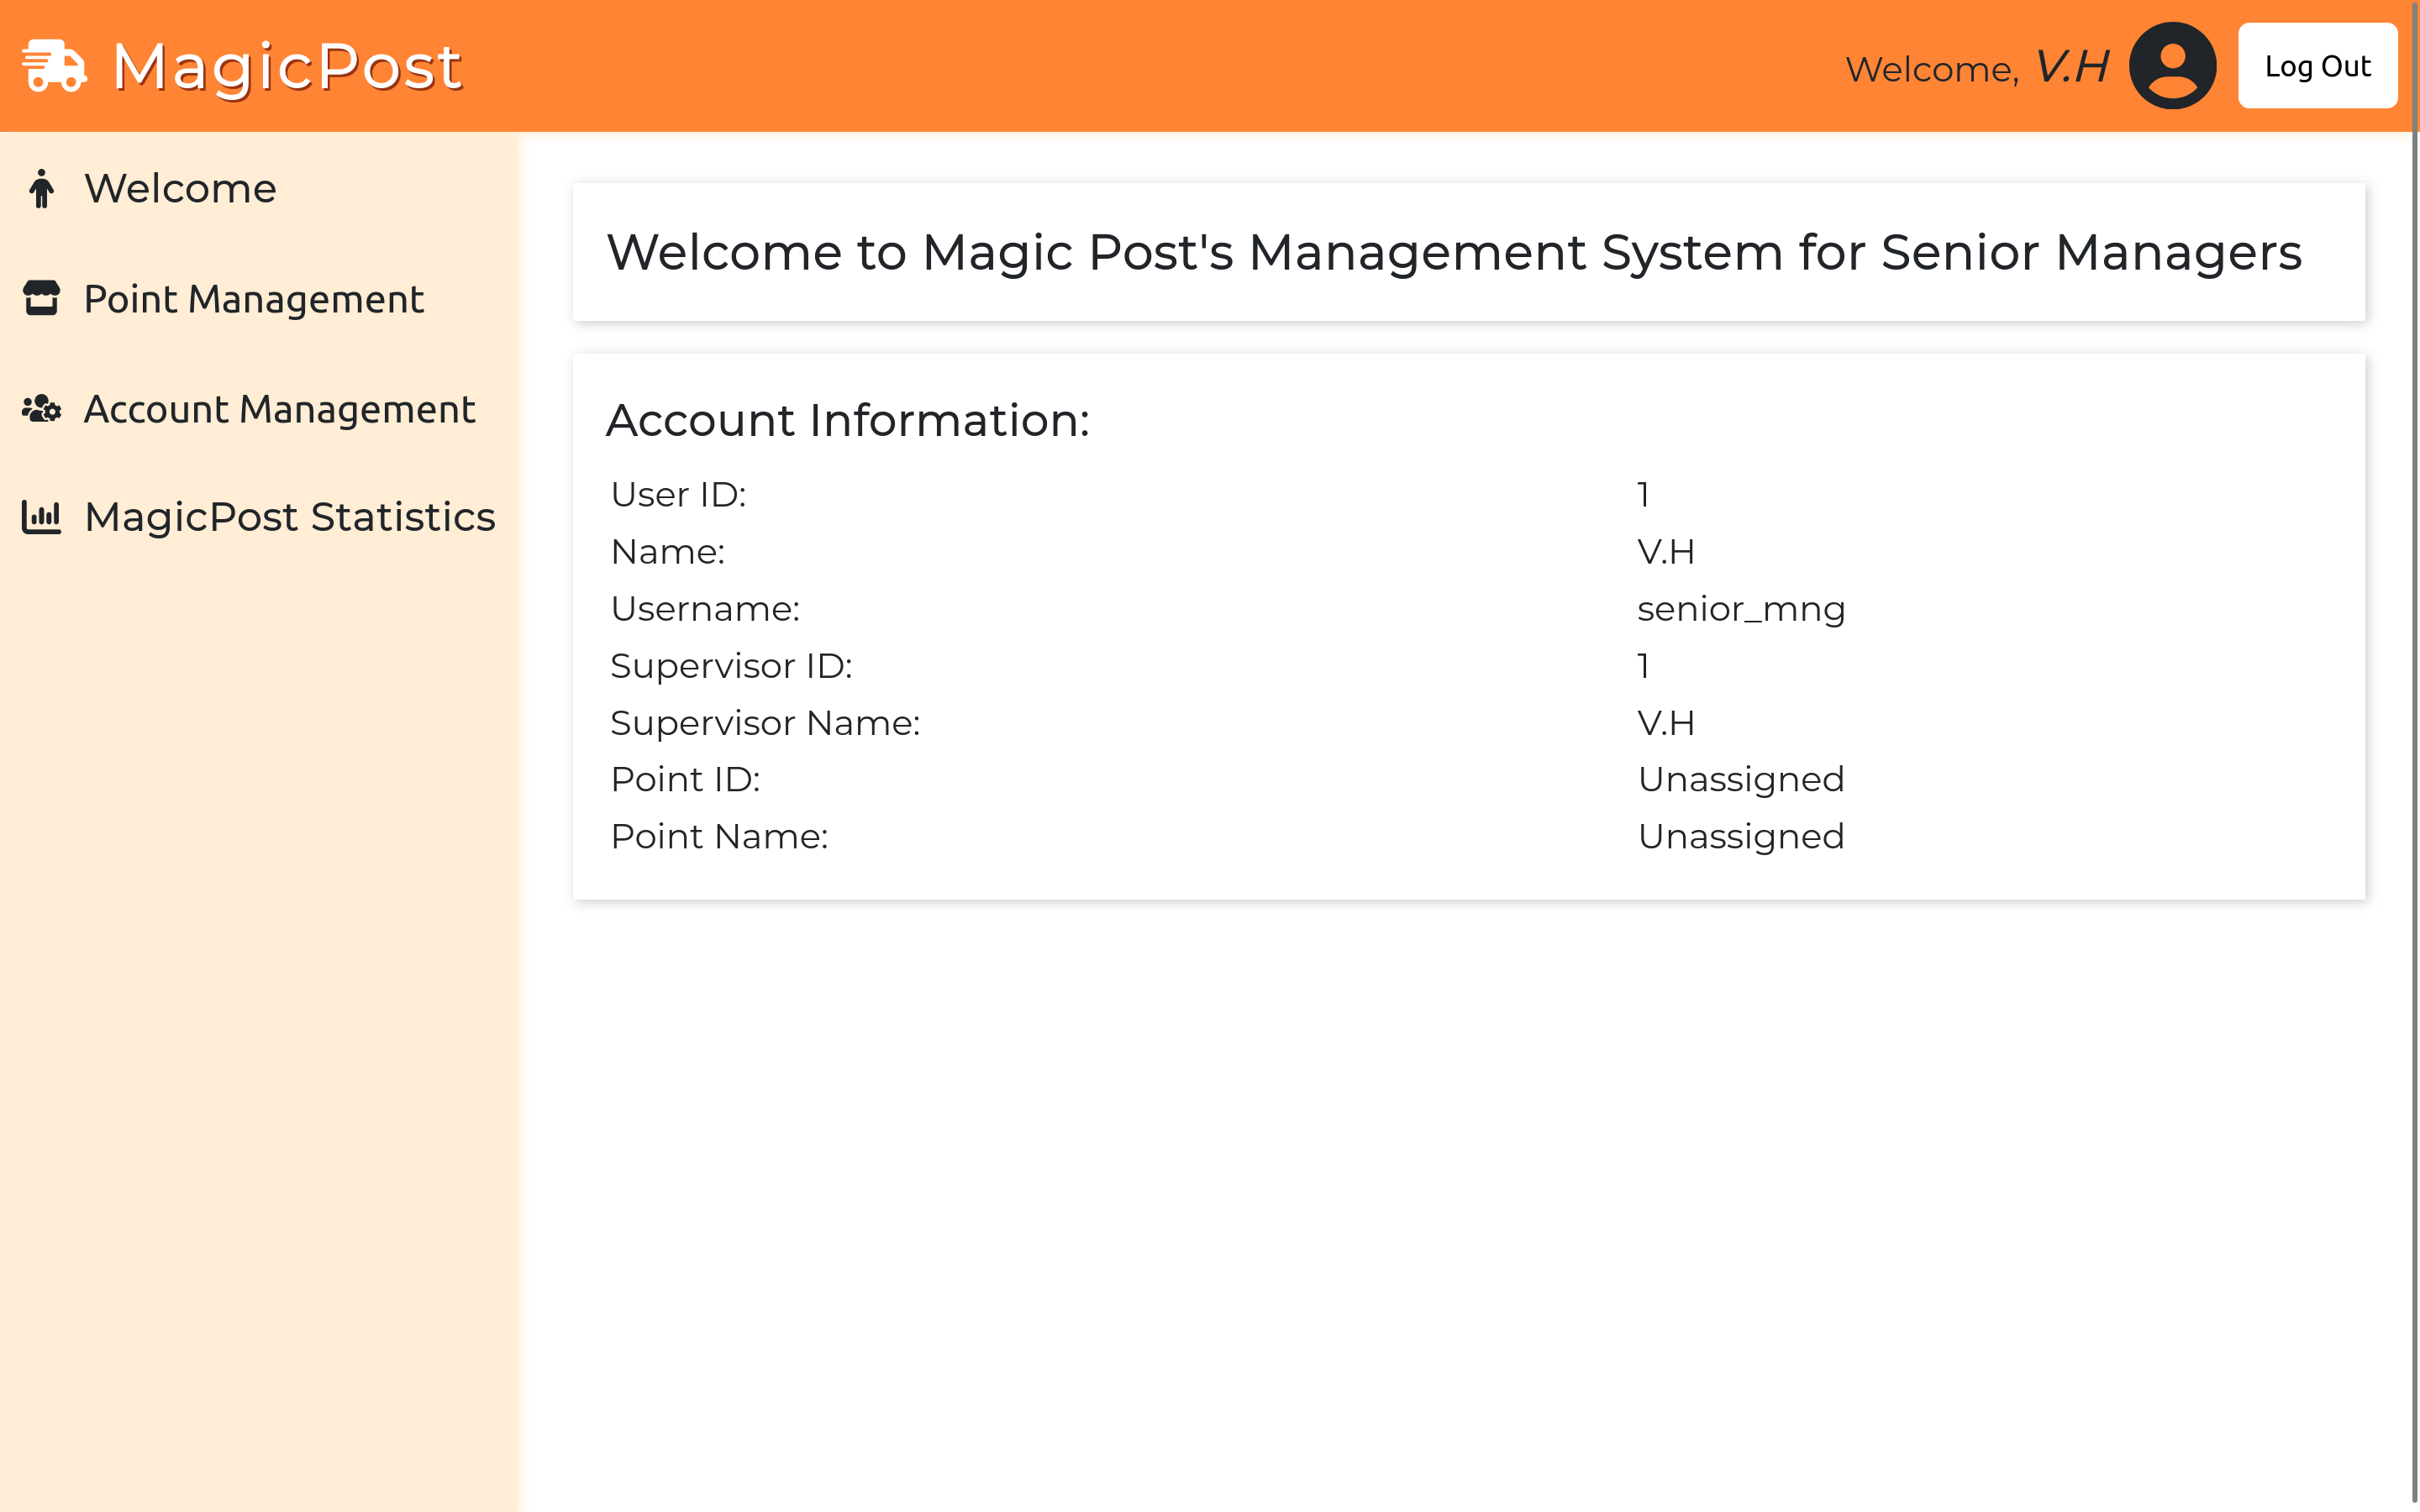 MagicPost
Welcome, V.H
Log Out
Welcome
Point Management
Account Management
MagicPost Statistics
Welcome to Magic Post's Management System for Senior Managers
Account Information:
User ID: 1
Name: V.H
Username: senior_mng
Supervisor ID: 1
Supervisor Name: V.H
Point ID: Unassigned
Point Name: Unassigned